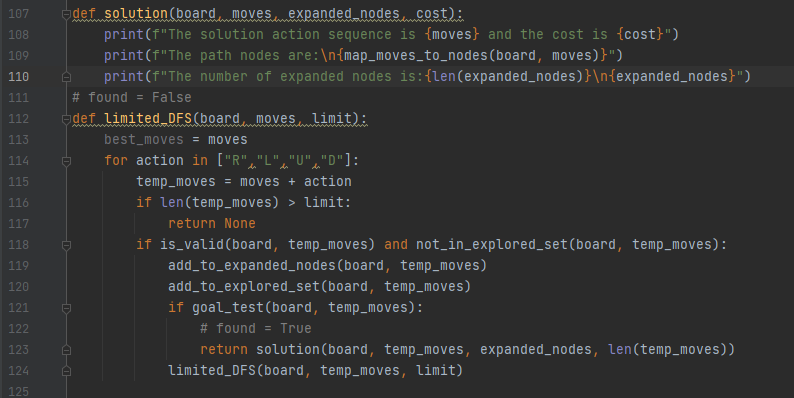 107 def solution(board, moves, expanded_nodes, cost):
108     print(f"The solution action sequence is {moves} and the cost is {cost}")
109     print(f"The path nodes are:\n{map_moves_to_nodes(board, moves)}")
110     print(f"The number of expanded nodes is:{len(expanded_nodes)}\n{expanded_nodes}")
111 # found = False
112 def limited_DFS(board, moves, limit):
113     best_moves = moves
114     for action in ["R","L","U","D"]:
115         temp_moves = moves + action
116         if len(temp_moves) > limit:
117             return None
118         if is_valid(board, temp_moves) and not_in_explored_set(board, temp_moves):
119             add_to_expanded_nodes(board, temp_moves)
120             add_to_explored_set(board, temp_moves)
121             if goal_test(board, temp_moves):
122                 # found = True
123                 return solution(board, temp_moves, expanded_nodes, len(temp_moves))
124             limited_DFS(board, temp_moves, limit)
125